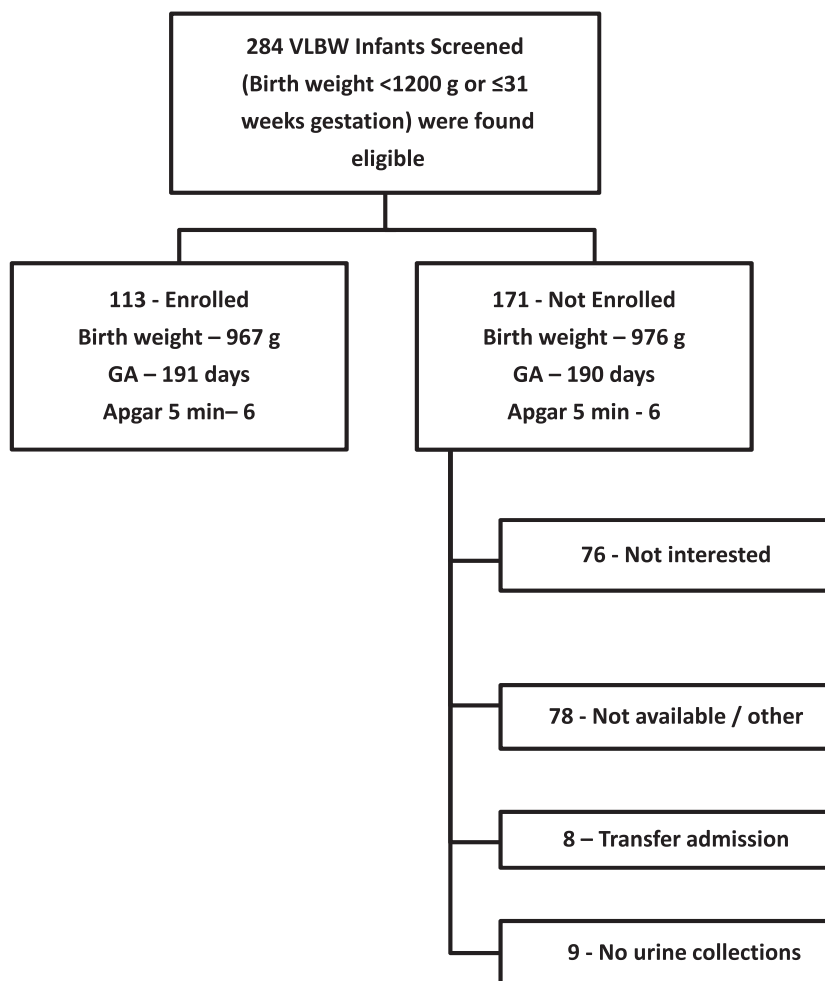 284 VLBW Infants Screened
(Birth weight <1200 g or ≤31
weeks gestation) were found
eligible
113 - Enrolled
Birth weight – 967 g
GA – 191 days
Apgar 5 min– 6
171 - Not Enrolled
Birth weight – 976 g
GA – 190 days
Apgar 5 min - 6
76 - Not interested
78 - Not available / other
8 – Transfer admission
9 - No urine collections